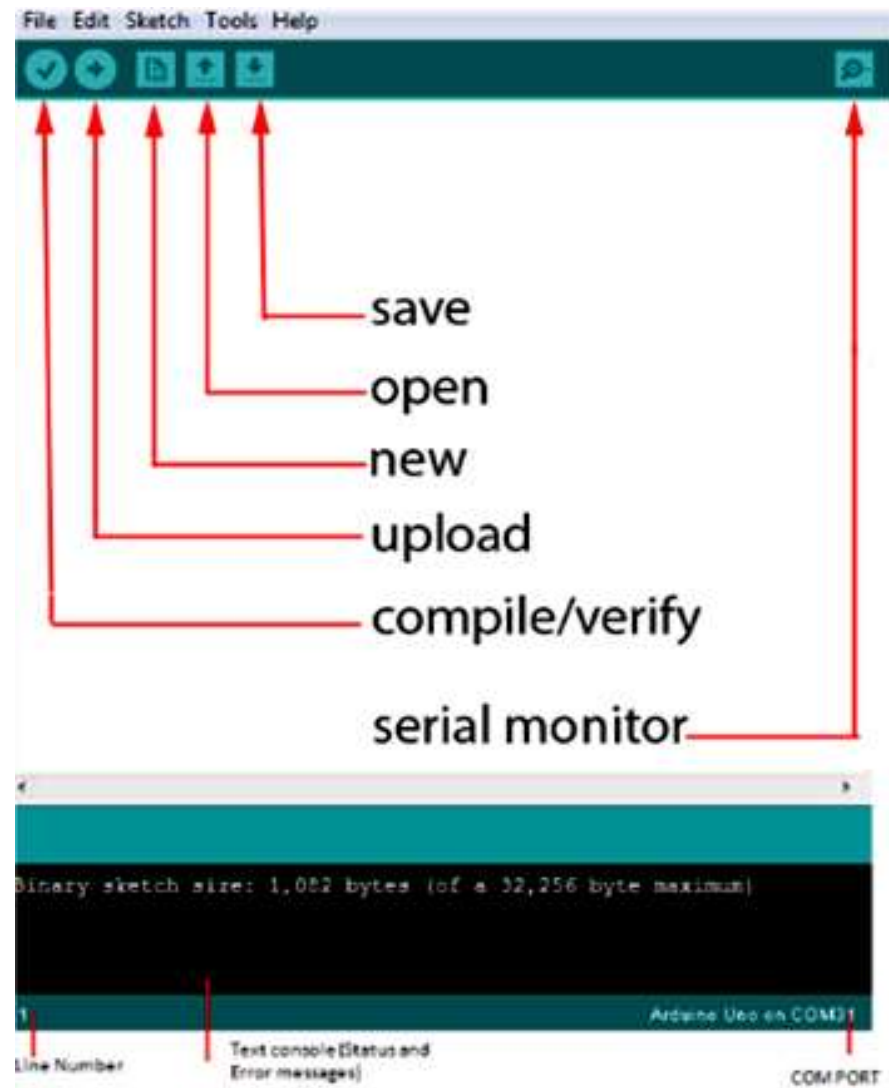 File Edit Sketch Tools Help
save
open
new
upload
compile/verify
serial monitor
Binary sketch size: 1,082 bytes (of a 32,256 byte maximum)
1
Arduino Uno on COM31
Line Number
Text console (Status and
Error messages)
COM PORT